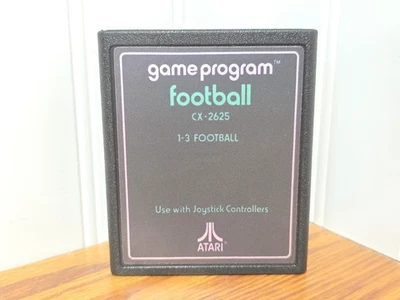 game program™
football
CX-2625
1-3 FOOTBALL
Use with Joystick Controllers
ATARI